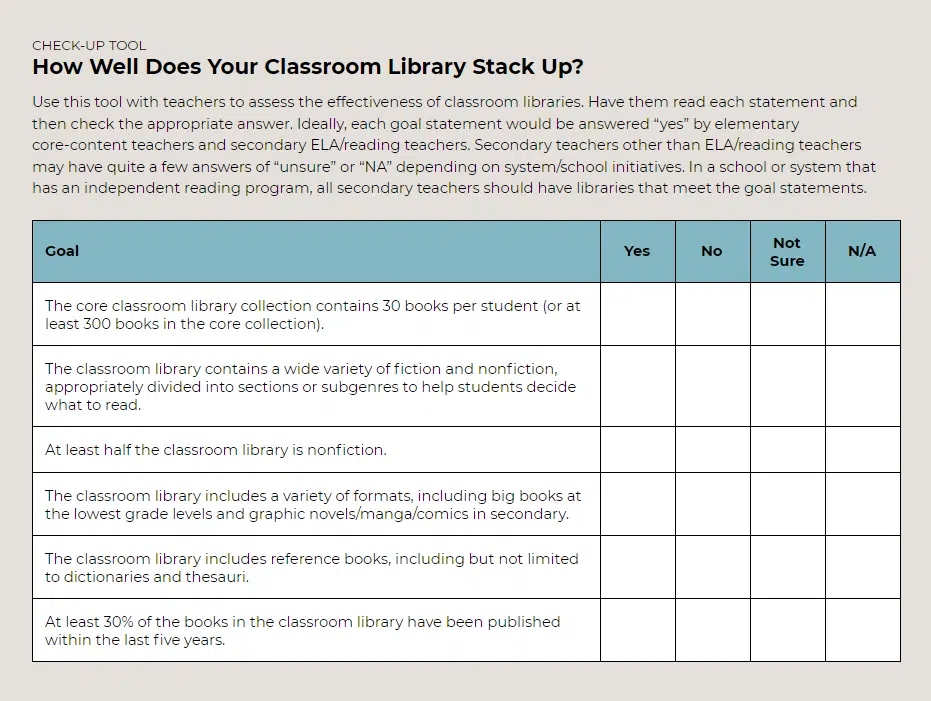 CHECK-UP TOOL
How Well Does Your Classroom Library Stack Up?
Use this tool with teachers to assess the effectiveness of classroom libraries. Have them read each statement and
then check the appropriate answer. Ideally, each goal statement would be answered “yes” by elementary
core-content teachers and secondary ELA/reading teachers. Secondary teachers other than ELA/reading teachers
may have quite a few answers of “unsure” or “NA” depending on system/school initiatives. In a school or system that
has an independent reading program, all secondary teachers should have libraries that meet the goal statements.
Goal Yes No Not Sure N/A
The core classroom library collection contains 30 books per student (or at
least 300 books in the core collection).
The classroom library contains a wide variety of fiction and nonfiction,
appropriately divided into sections or subgenres to help students decide
what to read.
At least half the classroom library is nonfiction.
The classroom library includes a variety of formats, including big books at
the lowest grade levels and graphic novels/manga/comics in secondary.
The classroom library includes reference books, including but not limited
to dictionaries and thesauri.
At least 30% of the books in the classroom library have been published
within the last five years.